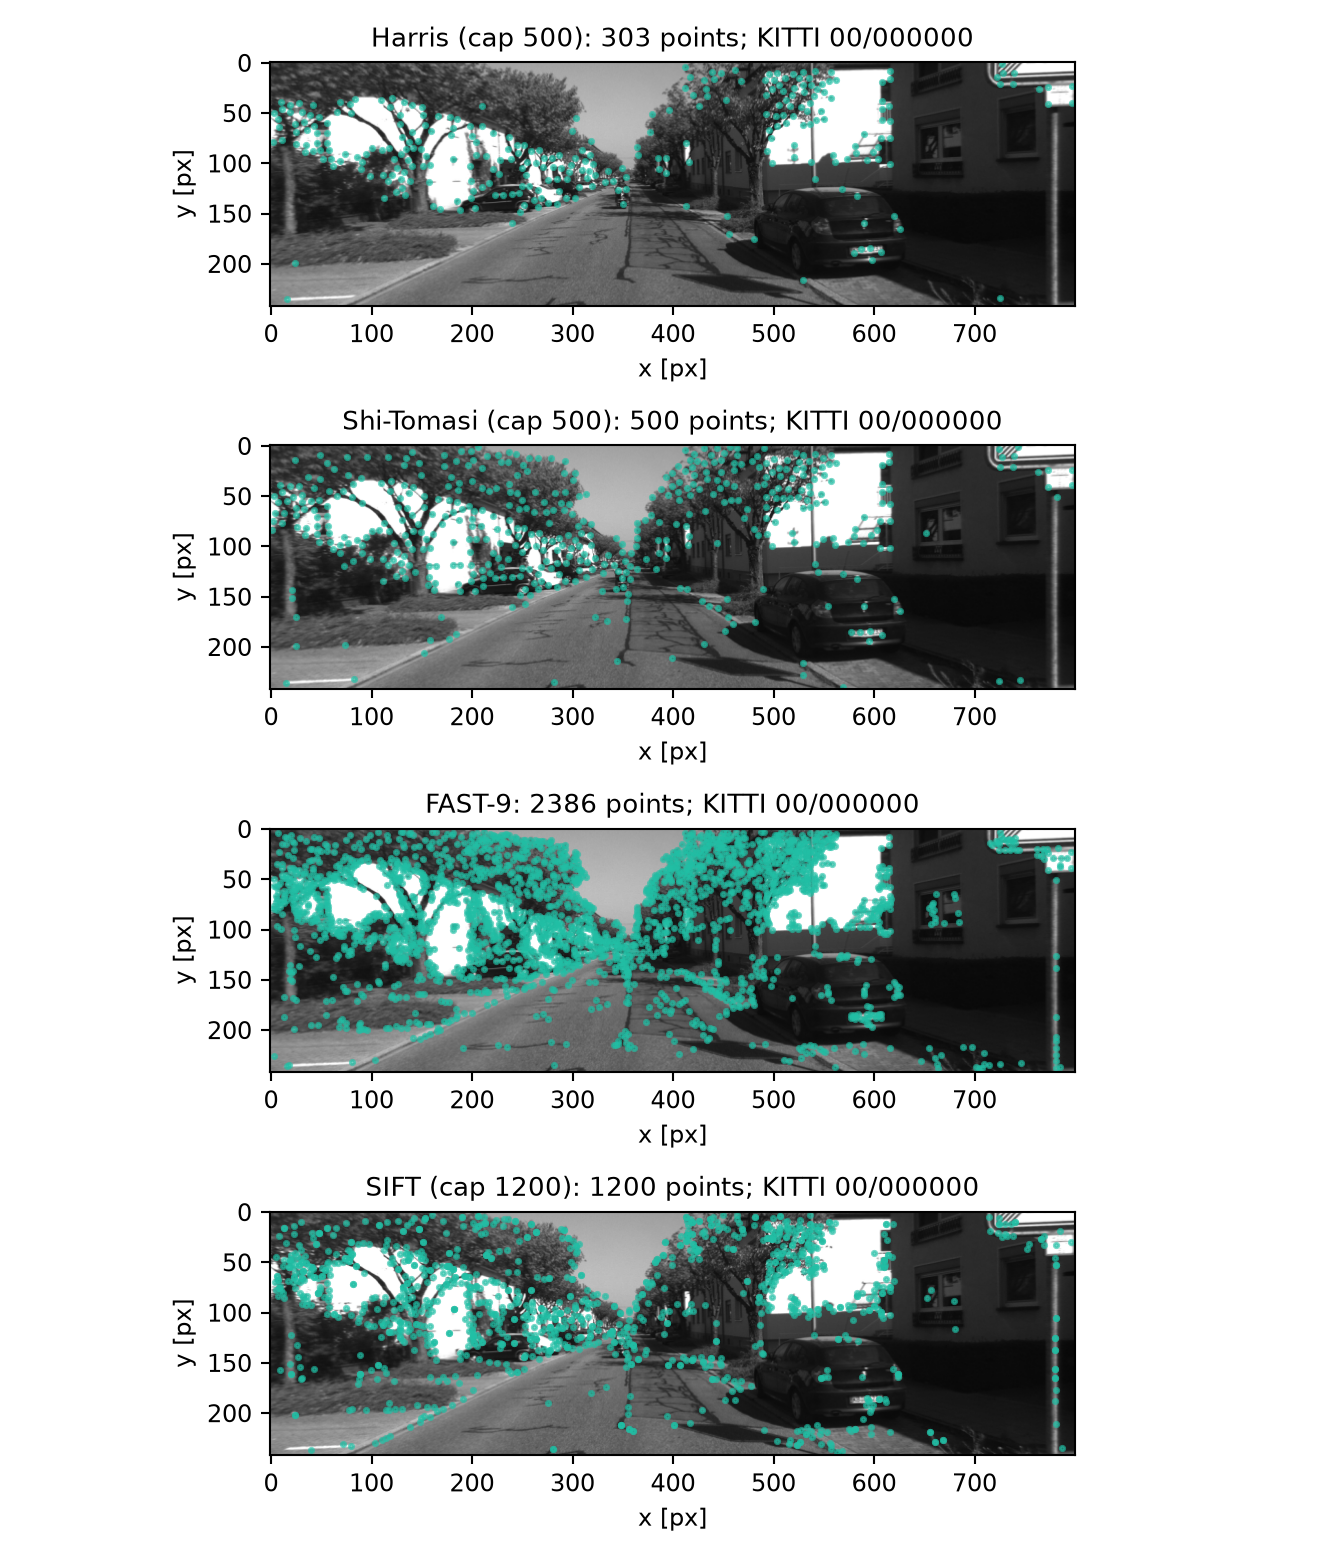 Harris (cap 500): 303 points; KITTI 00/000000
0
50
100
150
200
y [px]
0 100 200 300 400 500 600 700
x [px]
Shi-Tomasi (cap 500): 500 points; KITTI 00/000000
0
50
100
150
200
y [px]
0 100 200 300 400 500 600 700
x [px]
FAST-9: 2386 points; KITTI 00/000000
0
50
100
150
200
y [px]
0 100 200 300 400 500 600 700
x [px]
SIFT (cap 1200): 1200 points; KITTI 00/000000
0
50
100
150
200
y [px]
0 100 200 300 400 500 600 700
x [px]